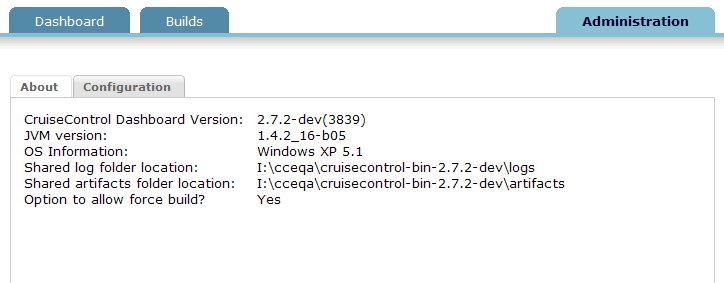 Dashboard Builds Administration
About Configuration
CruiseControl Dashboard Version: 2.7.2-dev(3839)
JVM version: 1.4.2_16-b05
OS Information: Windows XP 5.1
Shared log folder location: I:\cceqa\cruisecontrol-bin-2.7.2-dev\logs
Shared artifacts folder location: I:\cceqa\cruisecontrol-bin-2.7.2-dev\artifacts
Option to allow force build? Yes